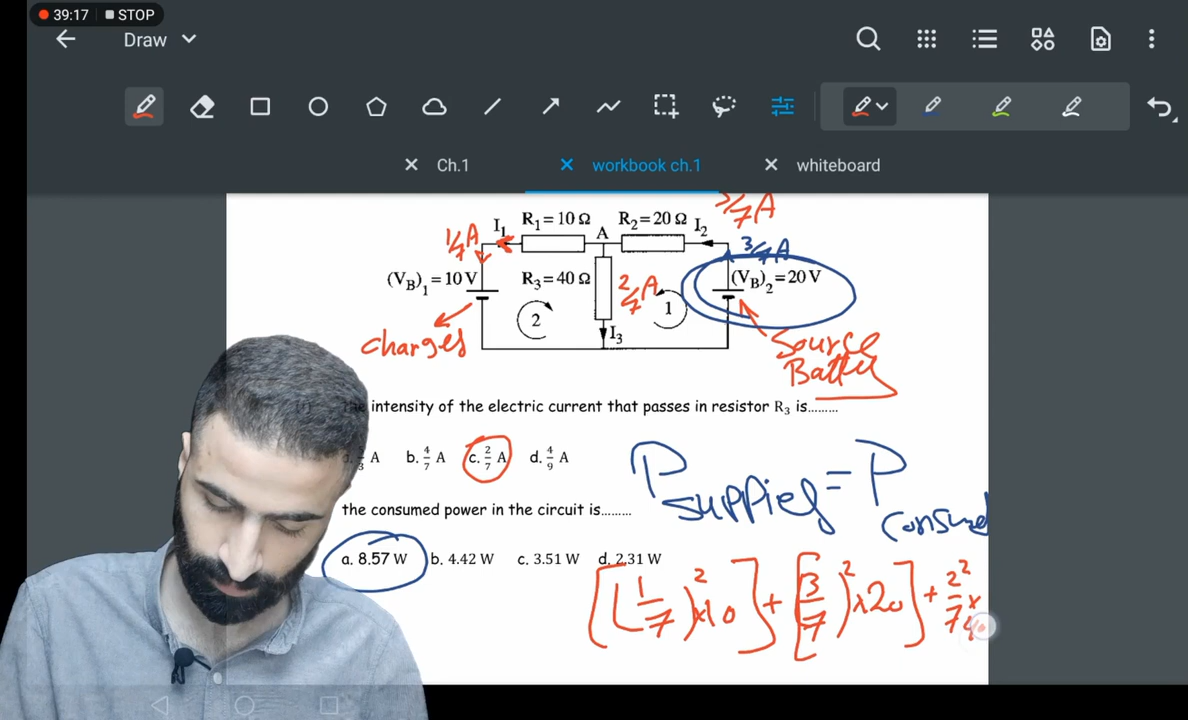 39:17 STOP
Draw
Ch.1
workbook ch.1
whiteboard
3/7 A
1/7 A
I1
R1 = 10 Ω
A
R2 = 20 Ω
I2
3/7 A
(VB)1 = 10 V
R3 = 40 Ω
2/7 A
(VB)2 = 20 V
2
1
I3
charges
Source
Battery
intensity of the electric current that passes in resistor R3 is.........
A b. 4/7 A c. 2/7 A d. 4/9 A
P supplied = P consumed
the consumed power in the circuit is.........
a. 8.57 W b. 4.42 W c. 3.51 W d. 2.31 W
[(1/7)² × 10] + [(3/7)² × 20] + 2²/7 × 40